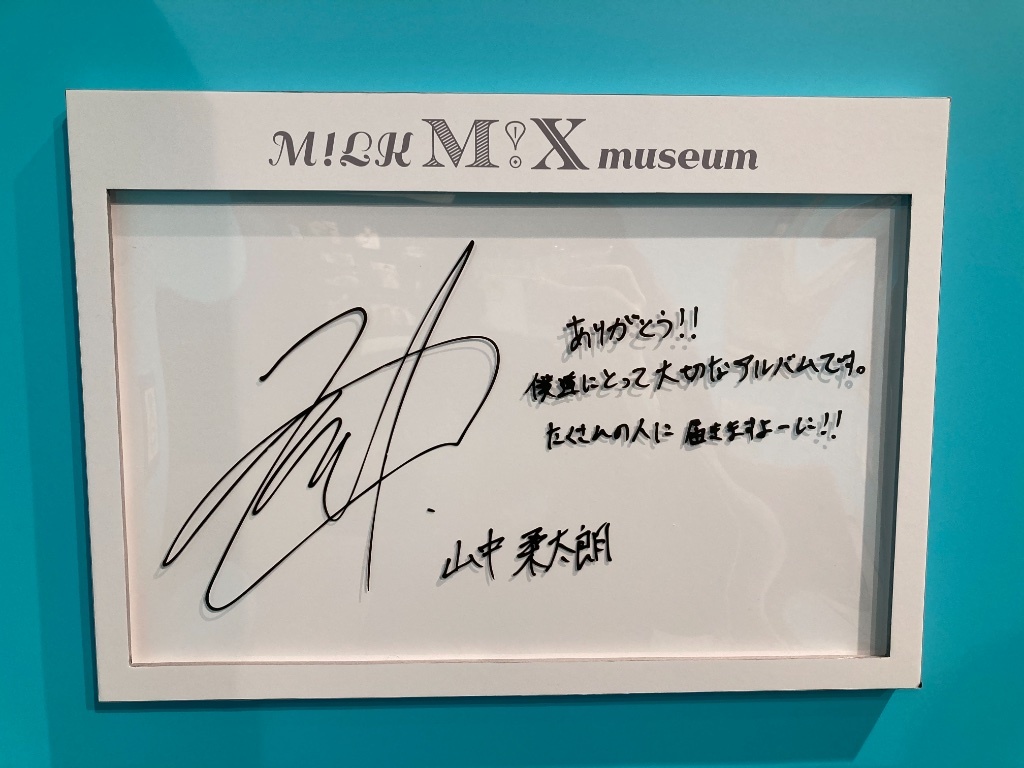 M!LK M!X museum
ありがとう!!
僕達にとって大切なアルバムです。
たくさんの人に届きますよーに!!
山中柔太朗